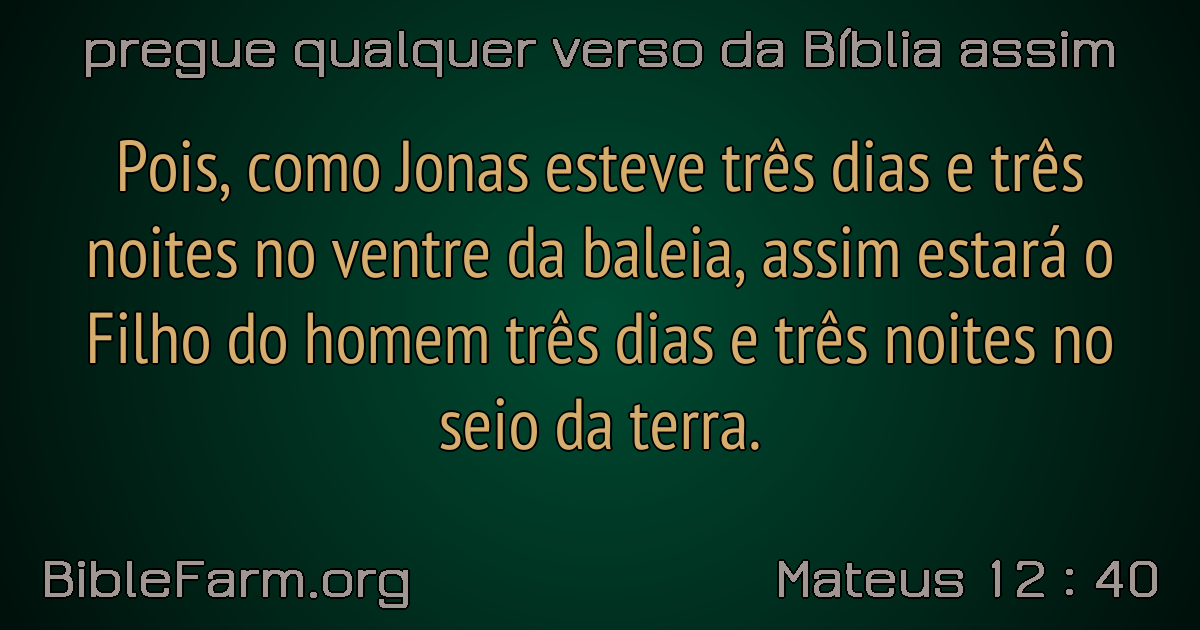 pregue qualquer verso da Bíblia assim
Pois, como Jonas esteve três dias e três
noites no ventre da baleia, assim estará o
Filho do homem três dias e três noites no
seio da terra.
BibleFarm.org
Mateus 12 : 40